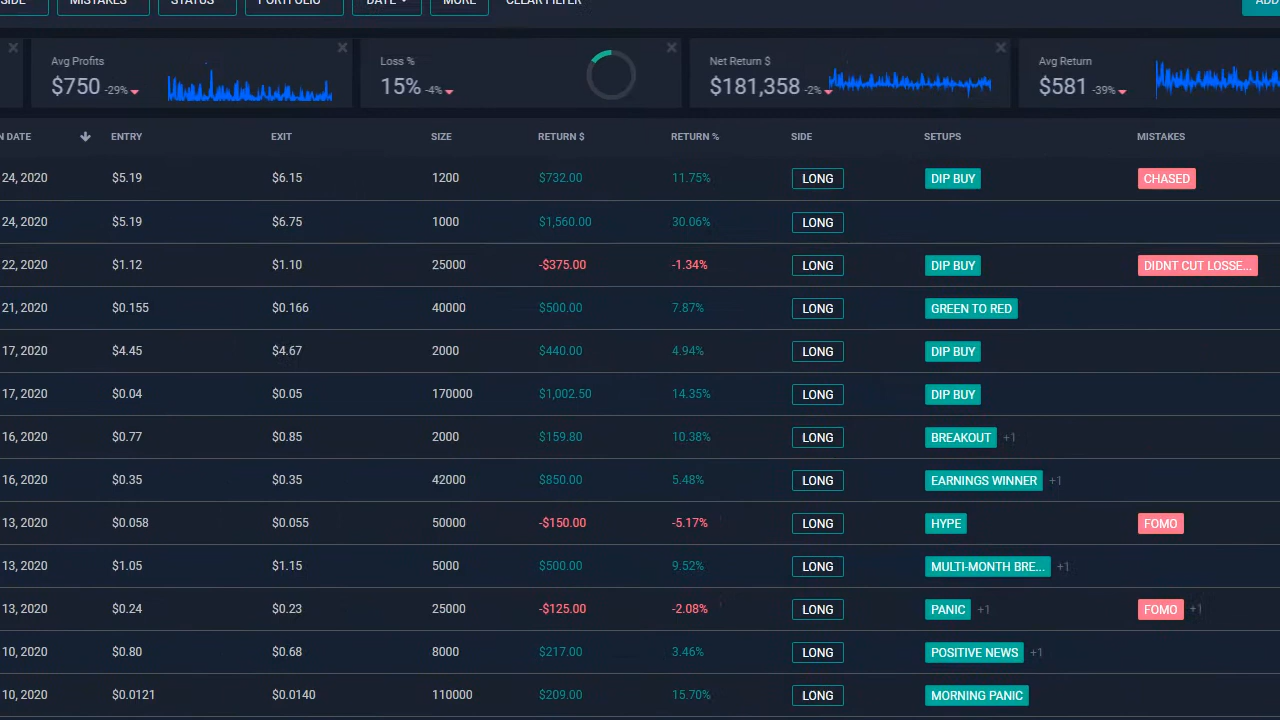 SIDE MISTAKES STATUS PORTFOLIO DATE MORE CLEAR FILTER ADD
Avg Profits Loss % Net Return $ Avg Return
$750 -29% 15% -4% $181,358 -2% $581 -39%
N DATE ENTRY EXIT SIZE RETURN $ RETURN % SIDE SETUPS MISTAKES
24, 2020 $5.19 $6.15 1200 $732.00 11.75% LONG DIP BUY CHASED
24, 2020 $5.19 $6.75 1000 $1,560.00 30.06% LONG
22, 2020 $1.12 $1.10 25000 -$375.00 -1.34% LONG DIP BUY DIDNT CUT LOSSE...
21, 2020 $0.155 $0.166 40000 $500.00 7.87% LONG GREEN TO RED
17, 2020 $4.45 $4.67 2000 $440.00 4.94% LONG DIP BUY
17, 2020 $0.04 $0.05 170000 $1,002.50 14.35% LONG DIP BUY
16, 2020 $0.77 $0.85 2000 $159.80 10.38% LONG BREAKOUT +1
16, 2020 $0.35 $0.35 42000 $850.00 5.48% LONG EARNINGS WINNER +1
13, 2020 $0.058 $0.055 50000 -$150.00 -5.17% LONG HYPE FOMO
13, 2020 $1.05 $1.15 5000 $500.00 9.52% LONG MULTI-MONTH BRE... +1
13, 2020 $0.24 $0.23 25000 -$125.00 -2.08% LONG PANIC +1 FOMO +1
10, 2020 $0.80 $0.68 8000 $217.00 3.46% LONG POSITIVE NEWS +1
10, 2020 $0.0121 $0.0140 110000 $209.00 15.70% LONG MORNING PANIC